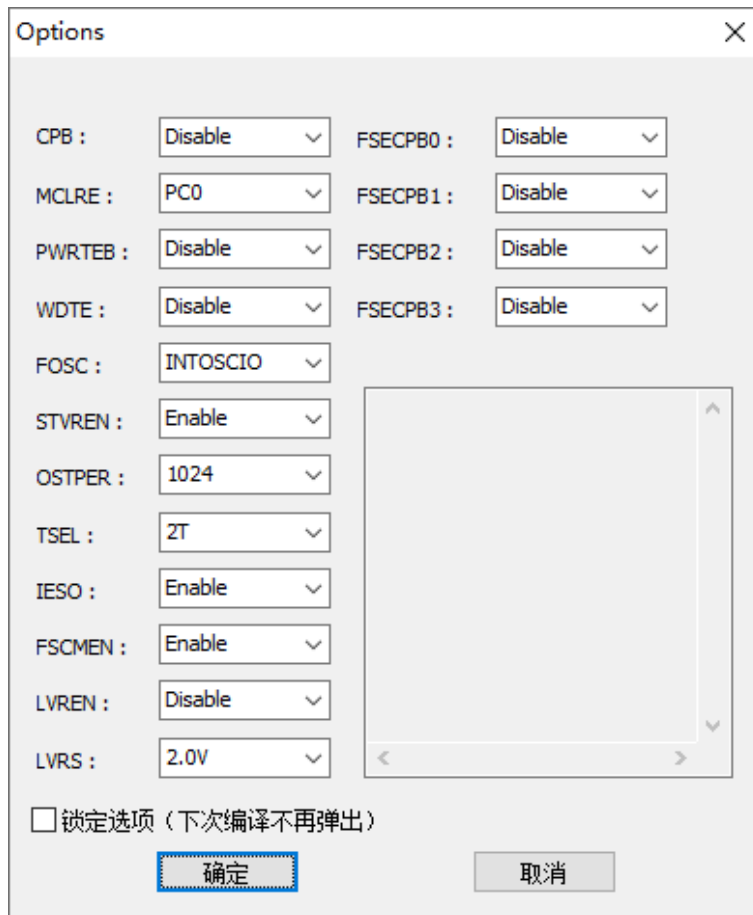 Options
CPB : Disable FSECPB0 : Disable
MCLRE : PC0 FSECPB1 : Disable
PWRTEB : Disable FSECPB2 : Disable
WDTE : Disable FSECPB3 : Disable
FOSC : INTOSCIO
STVREN : Enable
OSTPER : 1024
TSEL : 2T
IESO : Enable
FSCMEN : Enable
LVREN : Disable
LVRS : 2.0V
锁定选项（下次编译不再弹出）
确定 取消